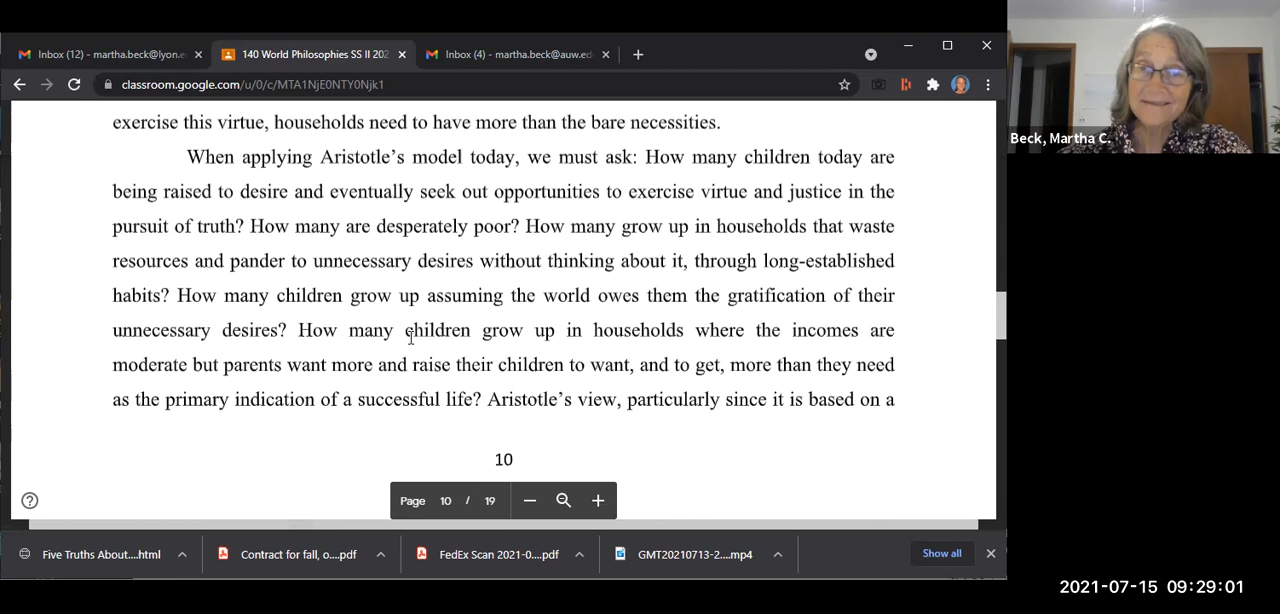 Inbox (12) - martha.beck@lyon.e
140 World Philosophies SS II 202
Inbox (4) - martha.beck@auw.ed
classroom.google.com/u/0/c/MTA1NjE0NTY0Njk1
Beck, Martha C.
exercise this virtue, households need to have more than the bare necessities.
When applying Aristotle’s model today, we must ask: How many children today are
being raised to desire and eventually seek out opportunities to exercise virtue and justice in the
pursuit of truth? How many are desperately poor? How many grow up in households that waste
resources and pander to unnecessary desires without thinking about it, through long-established
habits? How many children grow up assuming the world owes them the gratification of their
unnecessary desires? How many children grow up in households where the incomes are
moderate but parents want more and raise their children to want, and to get, more than they need
as the primary indication of a successful life? Aristotle’s view, particularly since it is based on a
10
Page 10 / 19
Five Truths About....html
Contract for fall, o....pdf
FedEx Scan 2021-0....pdf
GMT20210713-2....mp4
Show all
2021-07-15 09:29:01